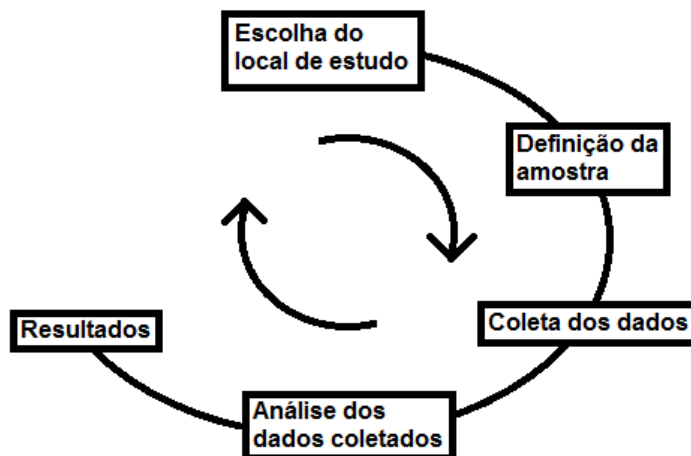 Escolha do
local de estudo
Definição da
amostra
Coleta dos dados
Análise dos
dados coletados
Resultados